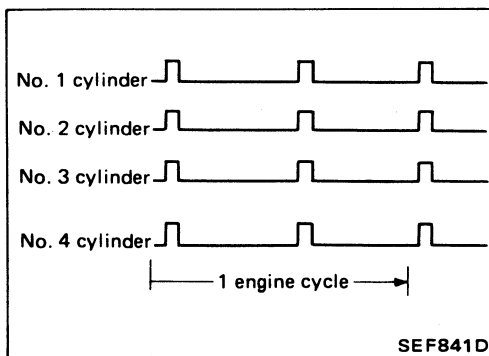 No. 1 cylinder
No. 2 cylinder
No. 3 cylinder
No. 4 cylinder
1 engine cycle
SEF841D